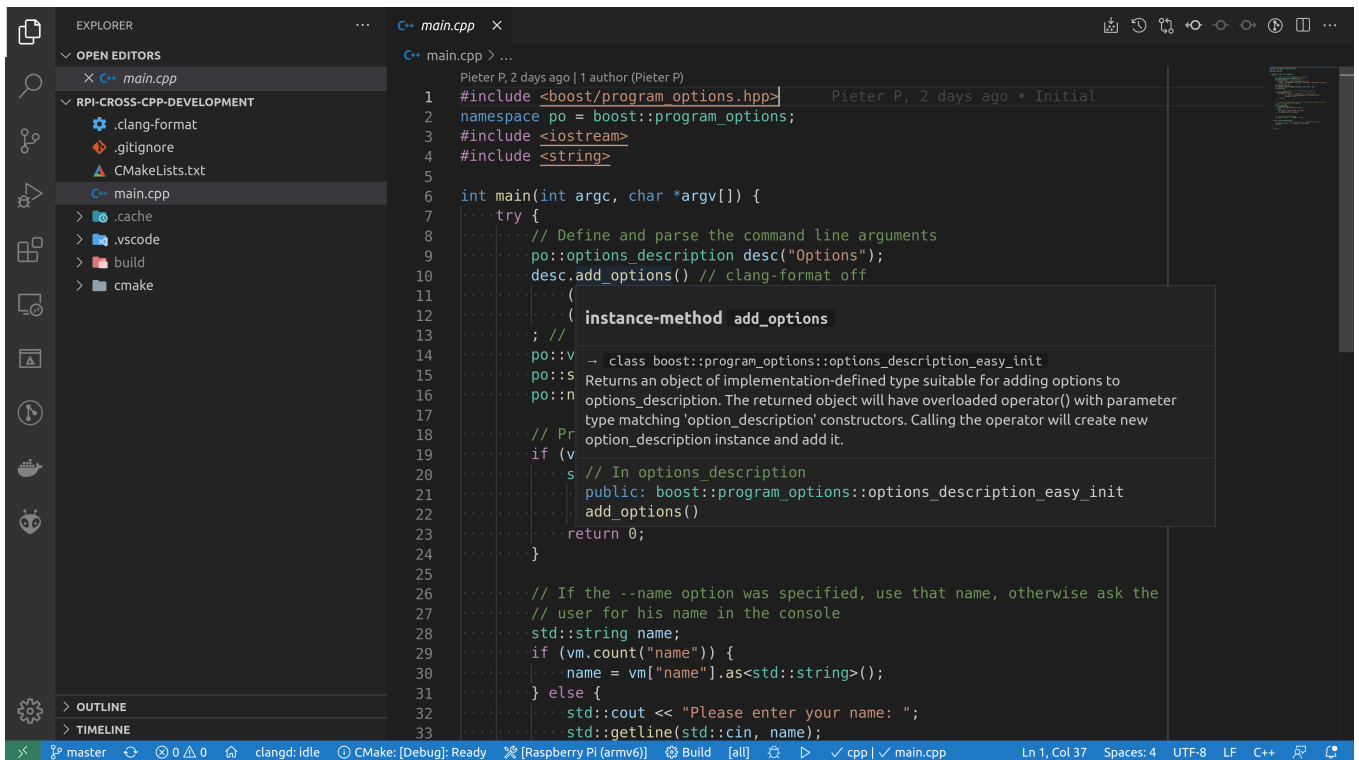 EXPLORER
OPEN EDITORS
main.cpp
RPI-CROSS-CPP-DEVELOPMENT
.clang-format
.gitignore
CMakeLists.txt
main.cpp
.cache
.vscode
build
cmake
OUTLINE
TIMELINE
C++ main.cpp
C++ main.cpp > ...
Pieter P, 2 days ago | 1 author (Pieter P)
1 #include <boost/program_options.hpp> Pieter P, 2 days ago • Initial
2 namespace po = boost::program_options;
3 #include <iostream>
4 #include <string>
5
6 int main(int argc, char *argv[]) {
7 try {
8 // Define and parse the command line arguments
9 po::options_description desc("Options");
10 desc.add_options() // clang-format off
11 (
12 (
13 ; //
14 po::v
15 po::s
16 po::n
17
18 // Pr
19 if (v
20 s
21
22
23 return 0;
24 }
25
26 // If the --name option was specified, use that name, otherwise ask the
27 // user for his name in the console
28 std::string name;
29 if (vm.count("name")) {
30 name = vm["name"].as<std::string>();
31 } else {
32 std::cout << "Please enter your name: ";
33 std::getline(std::cin, name);
instance-method add_options
→ class boost::program_options::options_description_easy_init
Returns an object of implementation-defined type suitable for adding options to
options_description. The returned object will have overloaded operator() with parameter
type matching 'option_description' constructors. Calling the operator will create new
option_description instance and add it.
// In options_description
public: boost::program_options::options_description_easy_init
add_options()
master 0 0 clangd: idle CMake: [Debug]: Ready [Raspberry Pi (armv6)] Build [all] cpp | main.cpp Ln 1, Col 37 Spaces: 4 UTF-8 LF C++